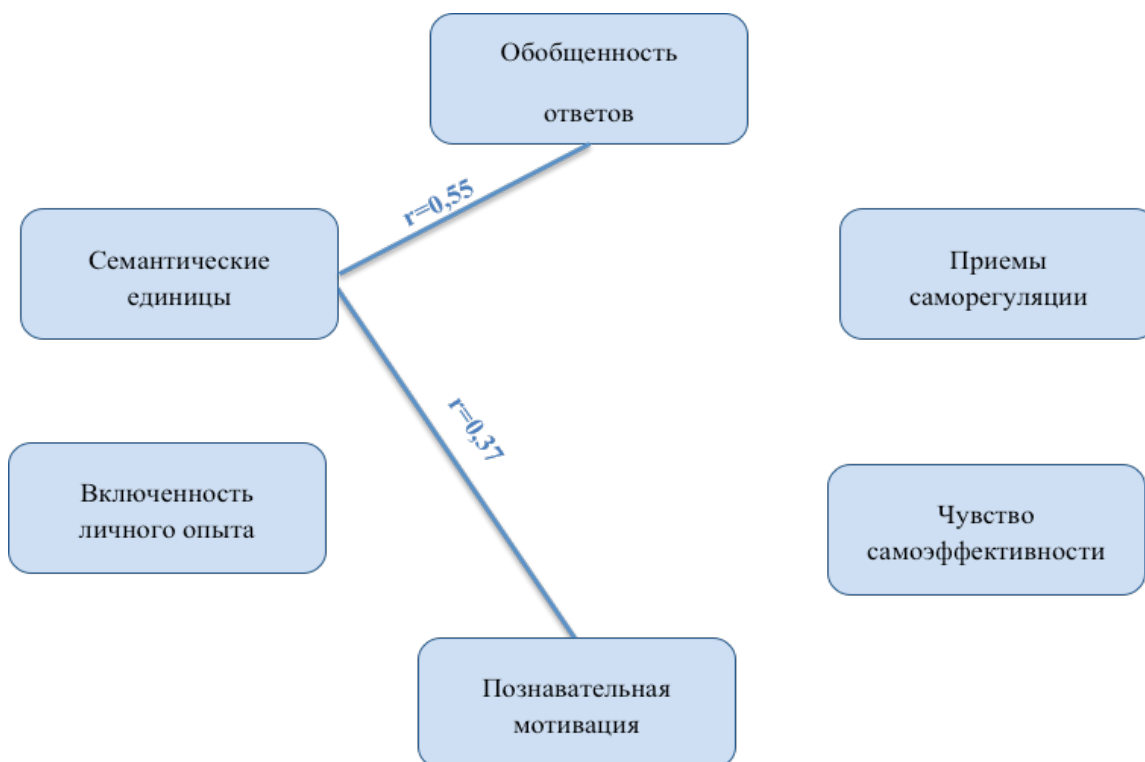 Обобщенность
ответов
r=0,55
Семантические
единицы
Приемы
саморегуляции
r=0,37
Включенность
личного опыта
Чувство
самоэффективности
Познавательная
мотивация